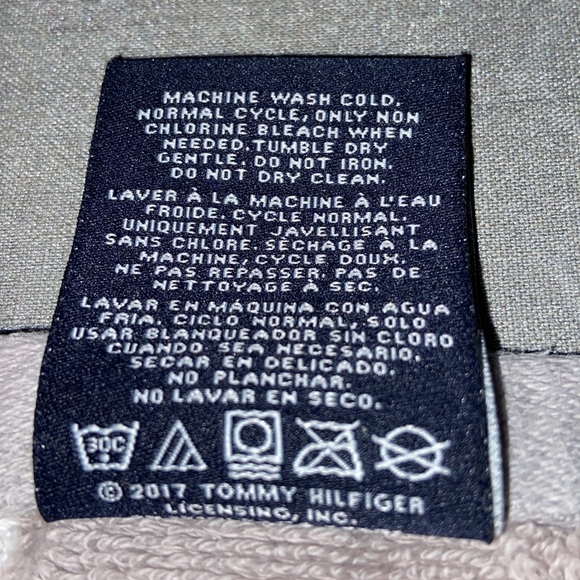 MACHINE WASH COLD.
NORMAL CYCLE, ONLY NON
CHLORINE BLEACH WHEN
NEEDED. TUMBLE DRY
GENTLE. DO NOT IRON.
DO NOT DRY CLEAN.
LAVER À LA MACHINE À L'EAU
FROIDE. CYCLE NORMAL.
UNIQUEMENT JAVELLISANT
SANS CHLORE. SÈCHAGE À LA
MACHINE, CYCLE DOUX.
NE PAS REPASSER. PAS DE
NETTOYAGE À SEC.
LAVAR EN MÁQUINA CON AGUA
FRIA, CICLO NORMAL, SOLO
USAR BLANQUEADOR SIN CLORO
CUANDO SEA NECESARIO.
SECAR EN DELICADO.
NO PLANCHAR.
NO LAVAR EN SECO.
30C
© 2017 TOMMY HILFIGER
LICENSING, INC.